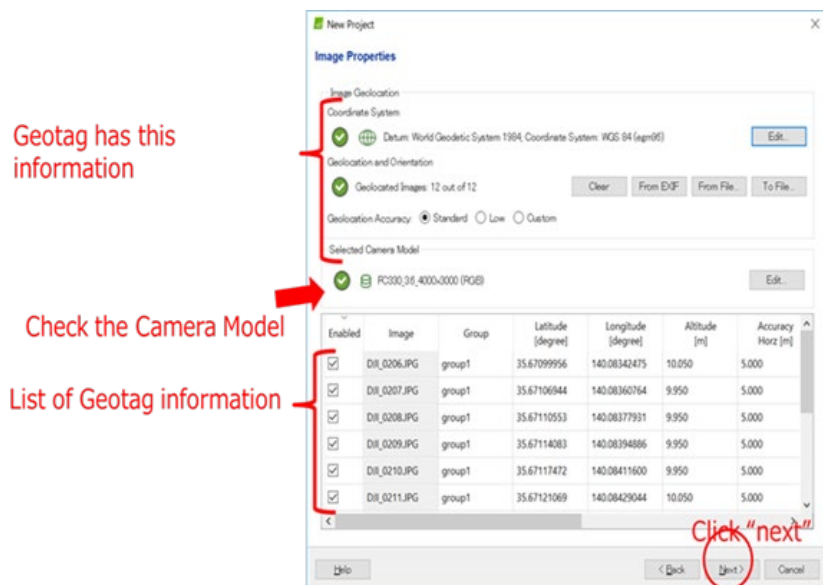 New Project
Image Properties
Image Geolocation
Coordinate System
Datum: World Geodetic System 1984; Coordinate System: WGS 84 (egm96)
Edit...
Geolocation and Orientation
Geolocated Images: 12 out of 12
Clear
From EXIF
From File...
To File...
Geolocation Accuracy: Standard Low Custom
Geotag has this
information
Selected Camera Model
FC330_3.6_4000x3000 (RGB)
Edit...
Check the Camera Model
List of Geotag information
Enabled Image Group Latitude [degree] Longitude [degree] Altitude [m] Accuracy Horz [m]
DJI_0206.JPG group1 35.67099956 140.08342475 10.050 5.000
DJI_0207.JPG group1 35.67106944 140.08360764 9.950 5.000
DJI_0208.JPG group1 35.67110553 140.08377931 9.950 5.000
DJI_0209.JPG group1 35.67114083 140.08394886 9.950 5.000
DJI_0210.JPG group1 35.67117472 140.08411600 9.950 5.000
DJI_0211.JPG group1 35.67121069 140.08429044 10.050 5.000
Click "next"
Help
< Back
Next >
Cancel